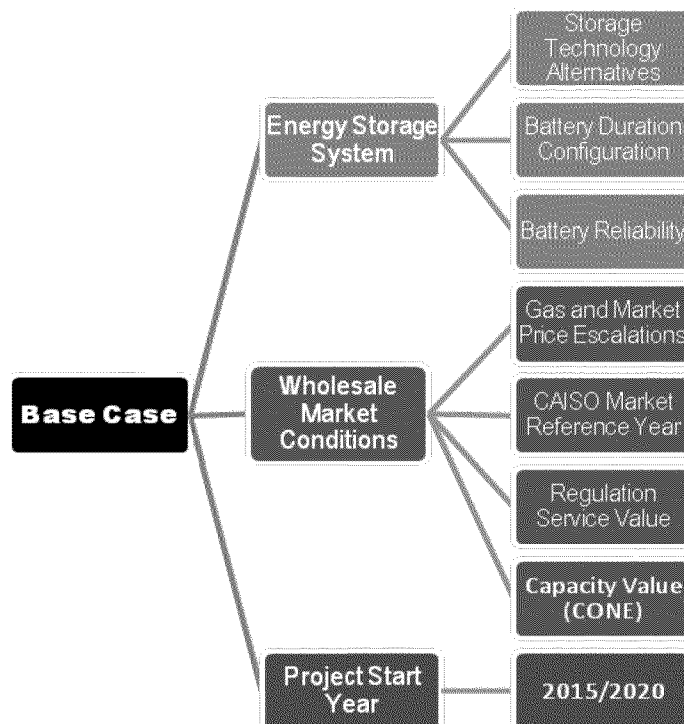 Base Case
Energy Storage
System
Storage
Technology
Alternatives
Battery Duration
Configuration
Battery Reliability
Wholesale
Market
Conditions
Gas and Market
Price Escalations
CAISO Market
Reference Year
Regulation
Service Value
Capacity Value
(CONE)
Project Start
Year
2015/2020